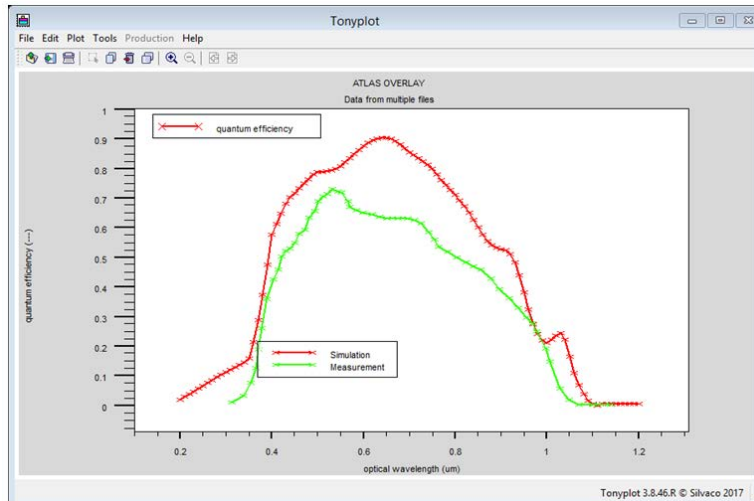 Tonyplot
File Edit Plot Tools Production Help
ATLAS OVERLAY
Data from multiple files
quantum efficiency
quantum efficiency (---)
1
0.9
0.8
0.7
0.6
0.5
0.4
0.3
0.2
0.1
0
Simulation
Measurement
0.2 0.4 0.6 0.8 1 1.2
optical wavelength (um)
Tonyplot 3.8.46.R © Silvaco 2017